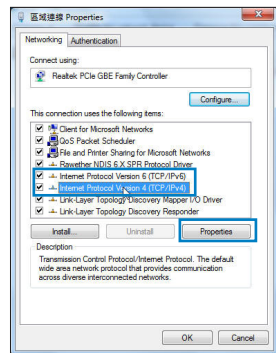 區域連線 Properties
Networking Authentication
Connect using:
Realtek PCIe GBE Family Controller
Configure...
This connection uses the following items:
Client for Microsoft Networks
QoS Packet Scheduler
File and Printer Sharing for Microsoft Networks
Rawether NDIS 6.X SPR Protocol Driver
Internet Protocol Version 6 (TCP/IPv6)
Internet Protocol Version 4 (TCP/IPv4)
Link-Layer Topology Discovery Mapper I/O Driver
Link-Layer Topology Discovery Responder
Install... Uninstall Properties
Description
Transmission Control Protocol/Internet Protocol. The default
wide area network protocol that provides communication
across diverse interconnected networks.
OK Cancel